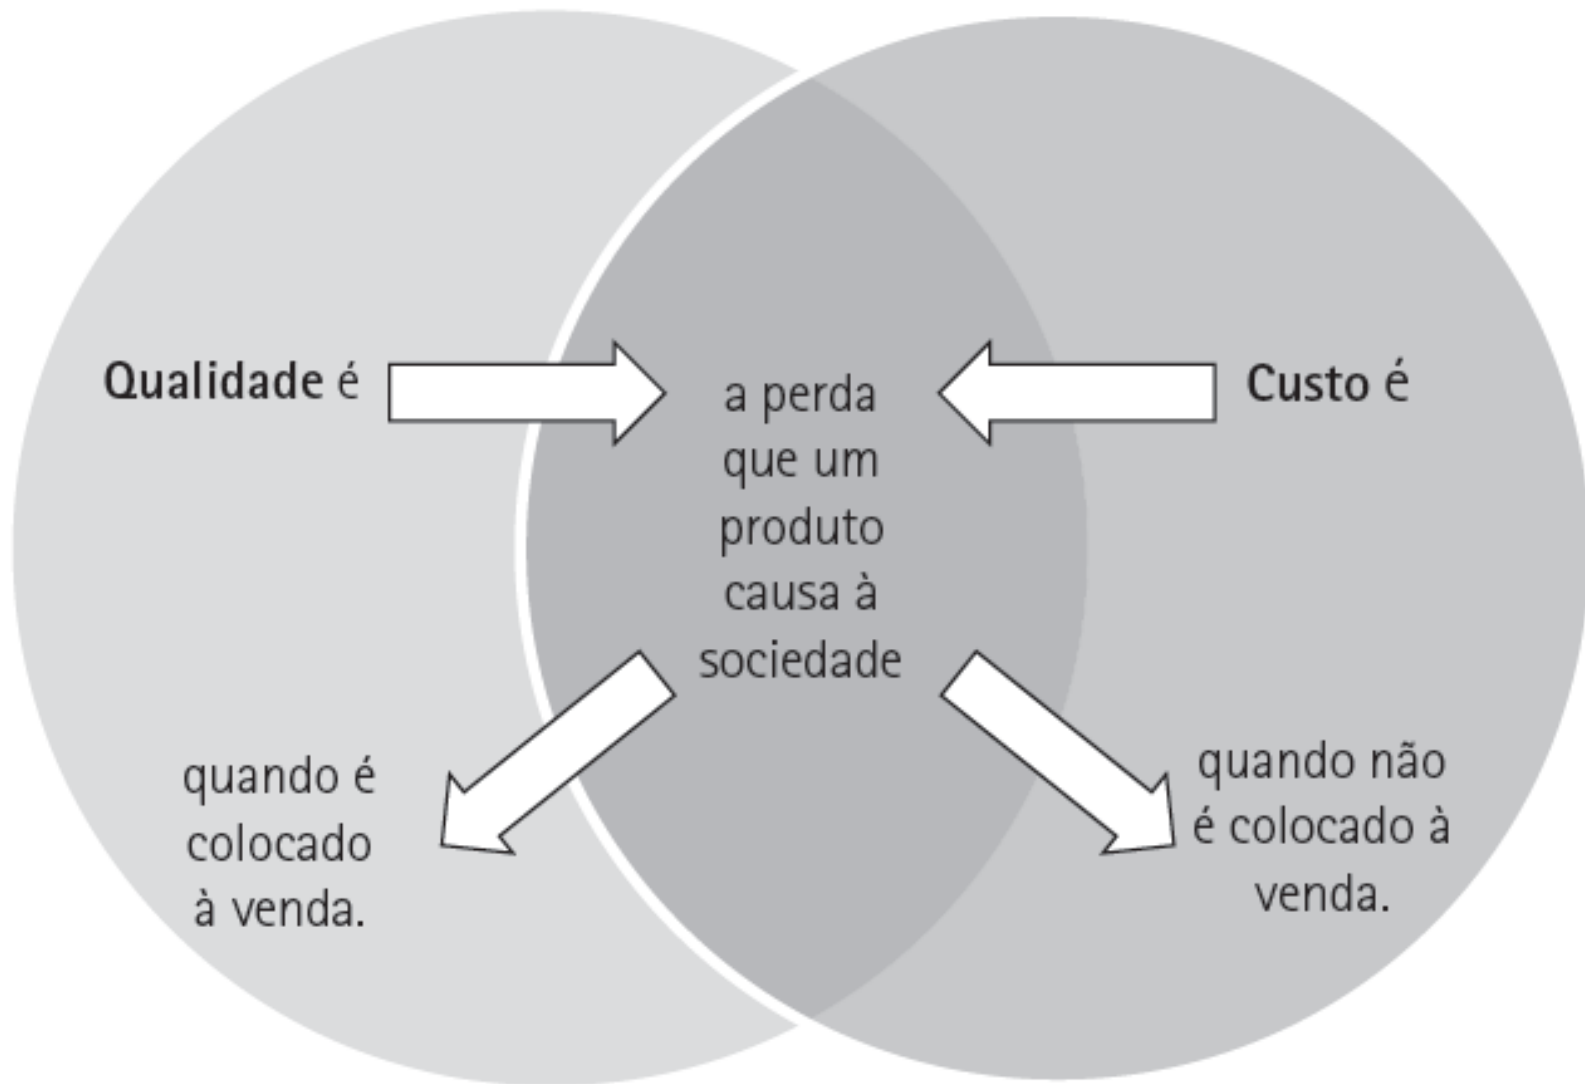 Qualidade é
a perda
que um
produto
causa à
sociedade
Custo é
quando é
colocado
à venda.
quando não
é colocado à
venda.